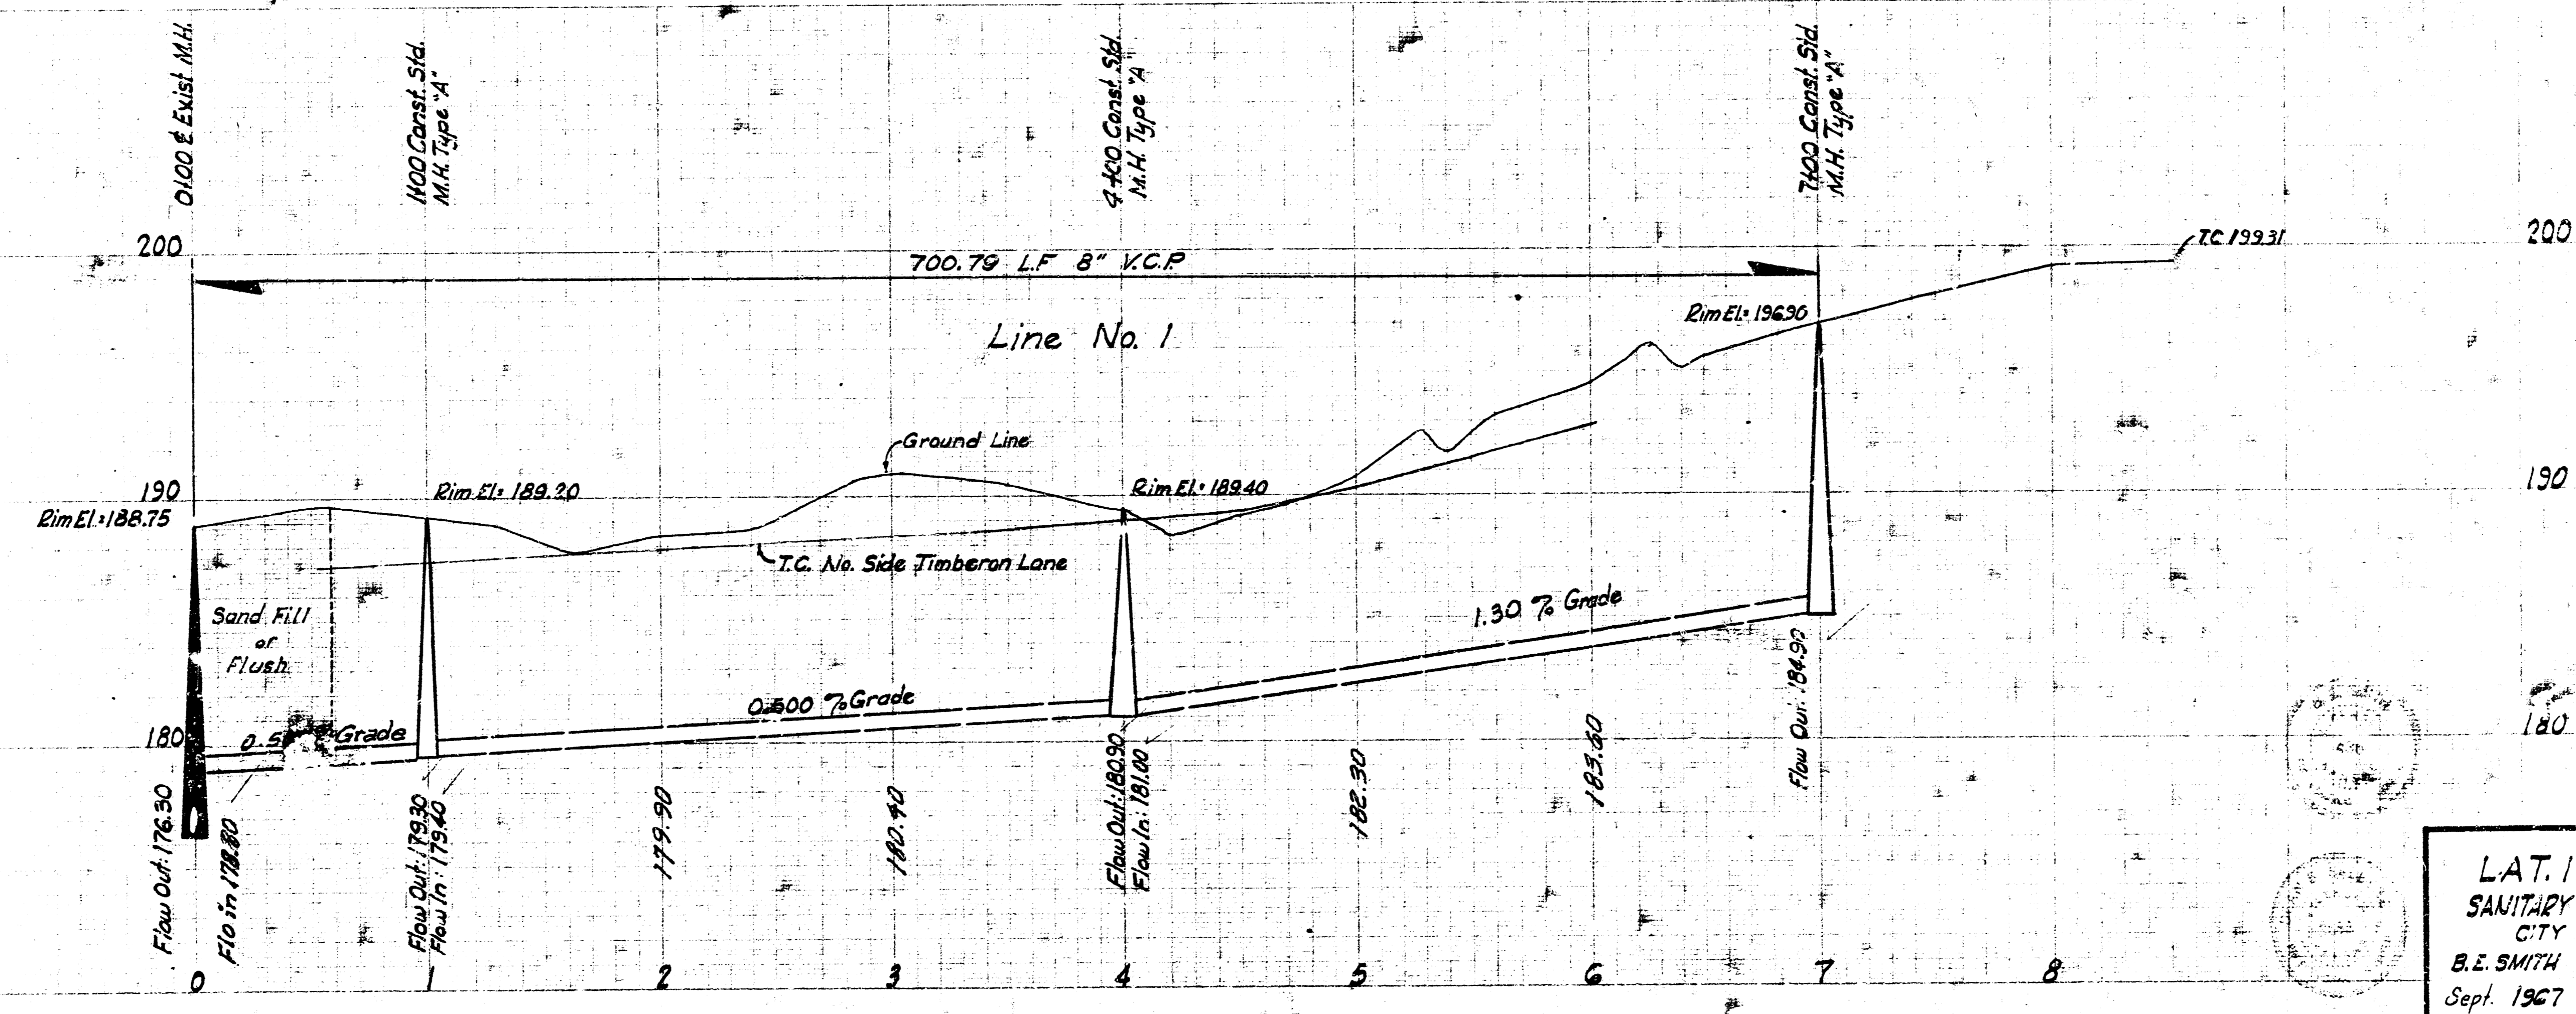 0+00 ℄ Exist M.H.
1+00 Const. Std.
M.H. Type "A"
4+00 Const. Std.
M.H. Type "A"
7+00 Const. Std.
M.H. Type "A"
200
200
T.C. 199.31
700.79 L.F 8" V.C.P.
Rim El: 196.90
Line No. 1
Ground Line
190
190
Rim El: 189.20
Rim El: 189.40
Rim El: 188.75
T.C. No. Side Timberon Lane
Sand Fill
or
Flush
1.30 % Grade
0.500 % Grade
180
180
0.5
Grade
Flow Out: 176.30
Flo in 178.80
Flow Out: 179.30
Flow In: 179.40
179.90
180.40
Flow Out: 180.90
Flow In: 181.00
182.30
183.60
Flow Out: 184.90
0 1 2 3 4 5 6 7 8
LAT. 1
SANITARY
CITY
B.E. SMITH
Sept. 1967